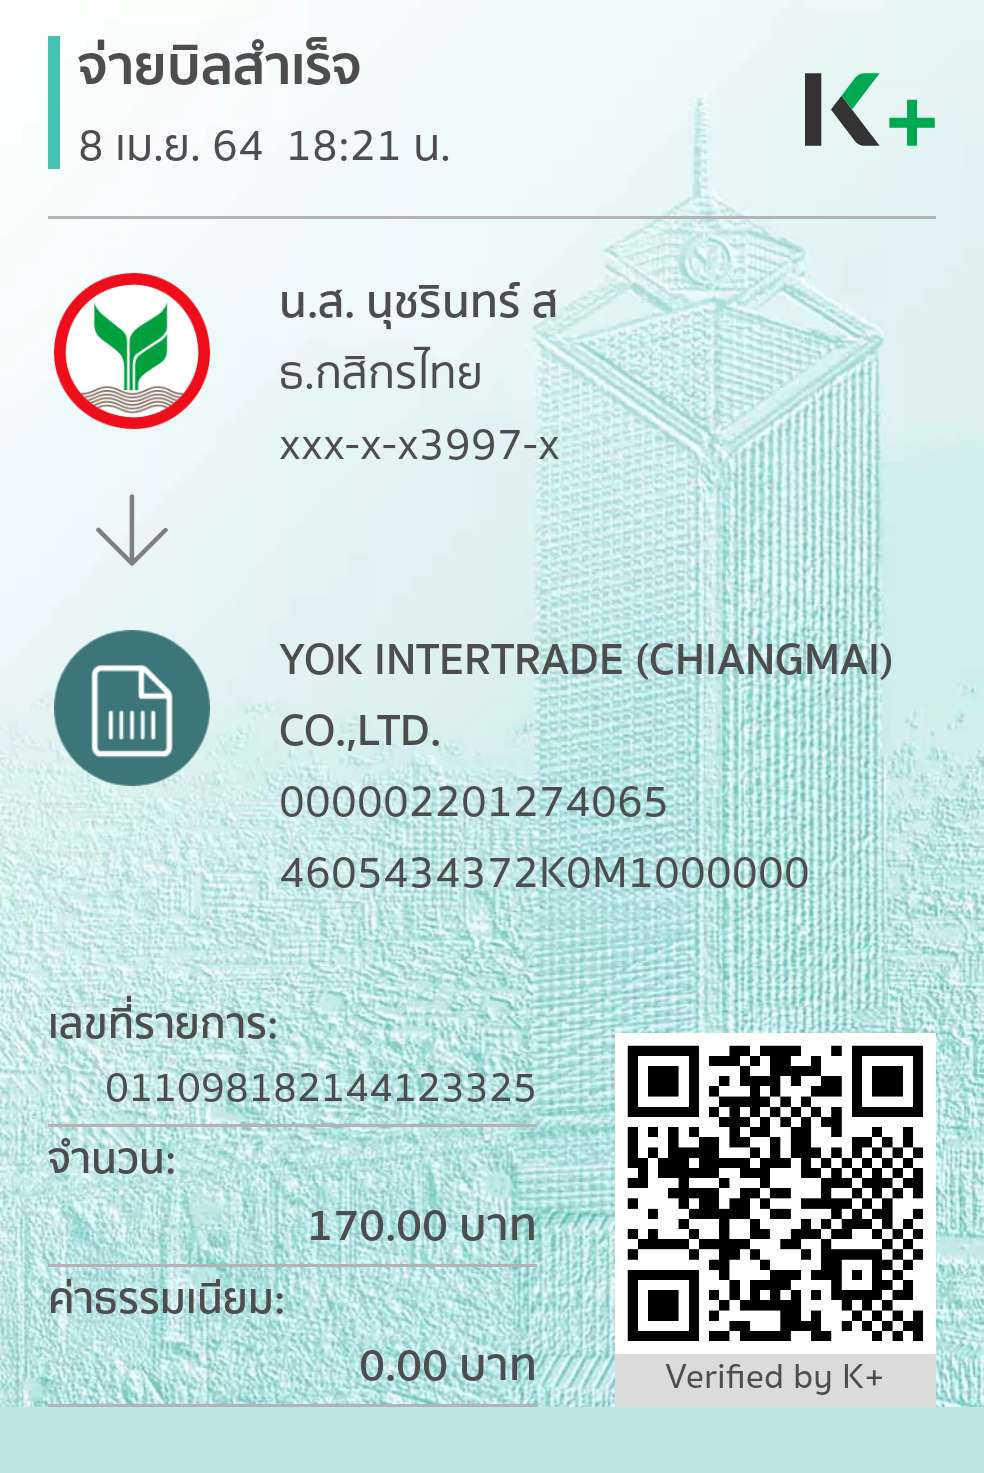 จ่ายบิลสำเร็จ
8 เม.ย. 64 18:21 น.
K+
น.ส. นุชรินทร์ ส
ธ.กสิกรไทย
xxx-x-x3997-x
YOK INTERTRADE (CHIANGMAI)
CO.,LTD.
000002201274065
4605434372K0M1000000
เลขที่รายการ:
011098182144123325
จำนวน:
170.00 บาท
ค่าธรรมเนียม:
0.00 บาท
Verified by K+